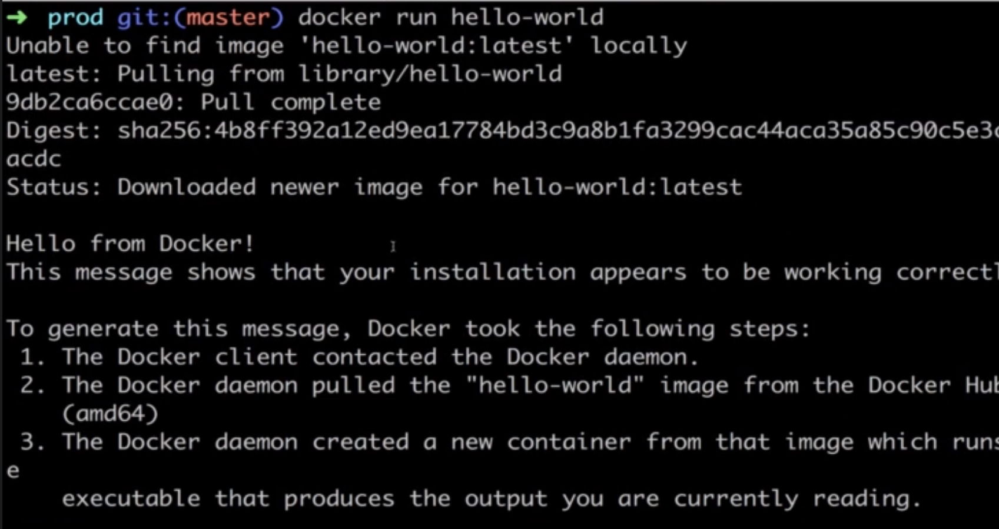 ➜ prod git:(master) docker run hello-world
Unable to find image 'hello-world:latest' locally
latest: Pulling from library/hello-world
9db2ca6ccae0: Pull complete
Digest: sha256:4b8ff392a12ed9ea17784bd3c9a8b1fa3299cac44aca35a85c90c5e3c
acdc
Status: Downloaded newer image for hello-world:latest
Hello from Docker!
This message shows that your installation appears to be working correctl
To generate this message, Docker took the following steps:
1. The Docker client contacted the Docker daemon.
2. The Docker daemon pulled the "hello-world" image from the Docker Hub
(amd64)
3. The Docker daemon created a new container from that image which runs
e
executable that produces the output you are currently reading.